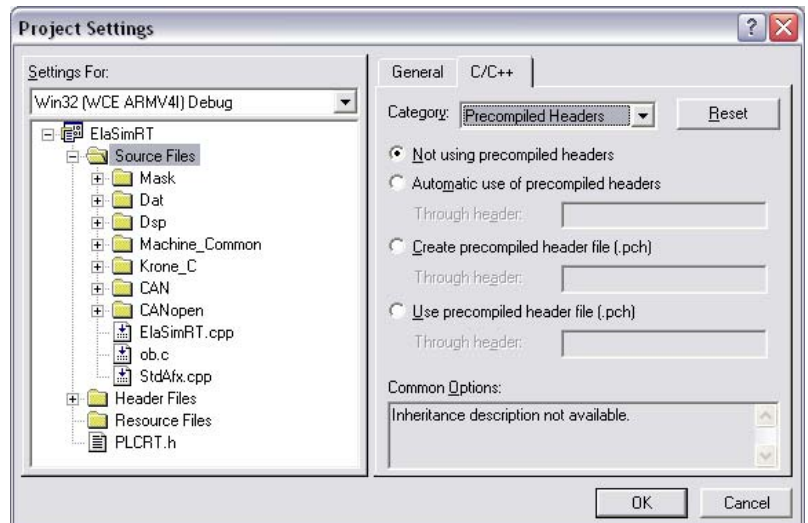 Project Settings
Settings For:
Win32 (WCE ARMV4I) Debug
ElaSimRT
Source Files
Mask
Dat
Dsp
Machine_Common
Krone_C
CAN
CANopen
ElaSimRT.cpp
ob.c
StdAfx.cpp
Header Files
Resource Files
PLCRT.h
General C/C++
Category: Precompiled Headers Reset
Not using precompiled headers
Automatic use of precompiled headers
Through header:
Create precompiled header file (.pch)
Through header:
Use precompiled header file (.pch)
Through header:
Common Options:
Inheritance description not available.
OK Cancel